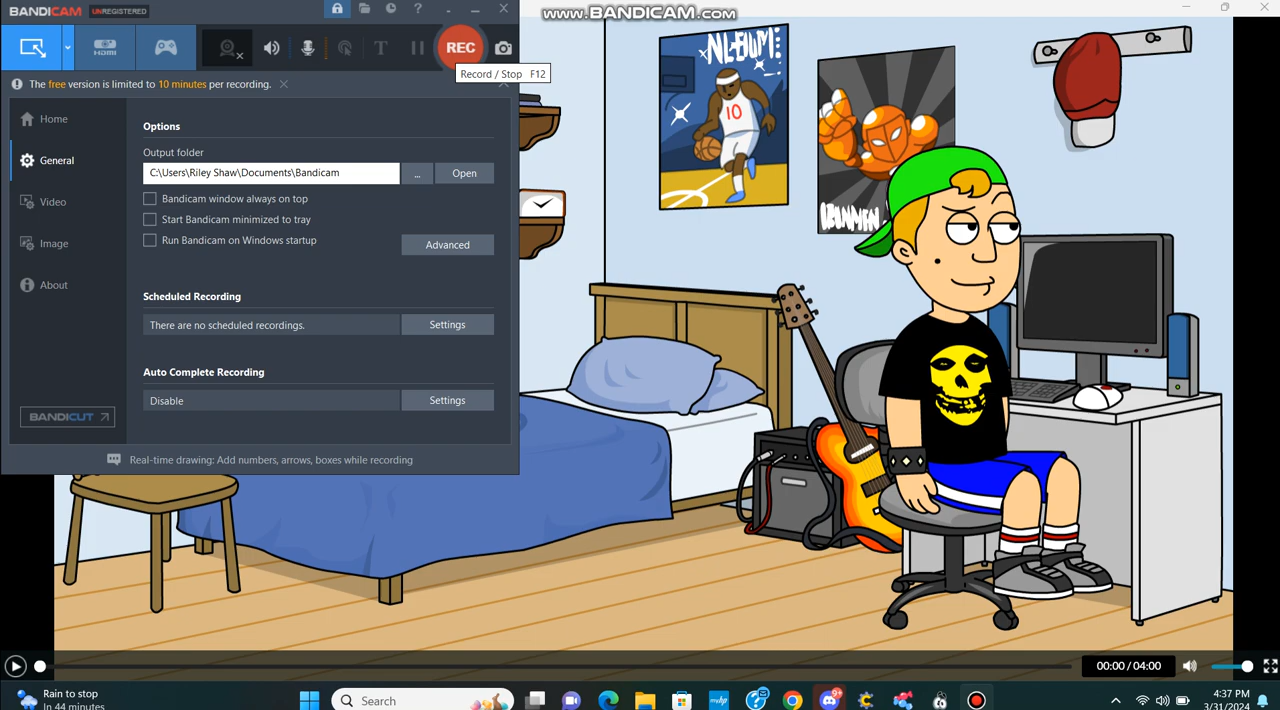 BANDICAM UNREGISTERED
www.BANDICAM.com
HDMI
T
REC
Record / Stop F12
The free version is limited to 10 minutes per recording.
Home
General
Video
Image
About
BANDICUT
Options
Output folder
C:\Users\Riley Shaw\Documents\Bandicam
...
Open
Bandicam window always on top
Start Bandicam minimized to tray
Run Bandicam on Windows startup
Advanced
Scheduled Recording
There are no scheduled recordings.
Settings
Auto Complete Recording
Disable
Settings
Real-time drawing: Add numbers, arrows, boxes while recording
10
00:00 / 04:00
Rain to stop
In 44 minutes
Search
4:37 PM
3/31/2024